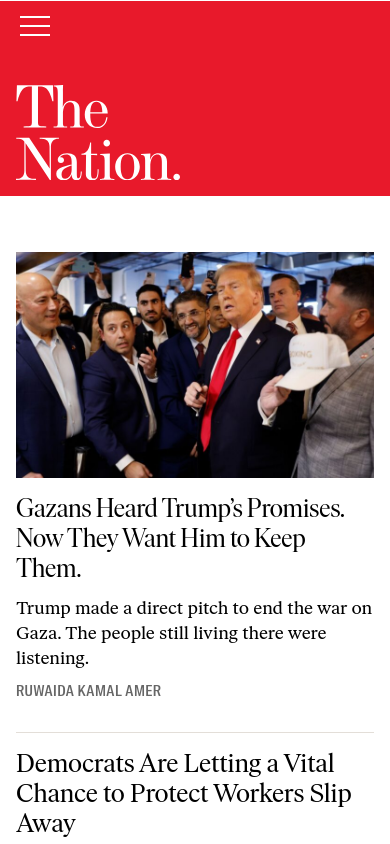 The
Nation.
Gazans Heard Trump's Promises.
Now They Want Him to Keep
Them.
Trump made a direct pitch to end the war on
Gaza. The people still living there were
listening.
RUWAIDA KAMAL AMER
Democrats Are Letting a Vital
Chance to Protect Workers Slip
Away